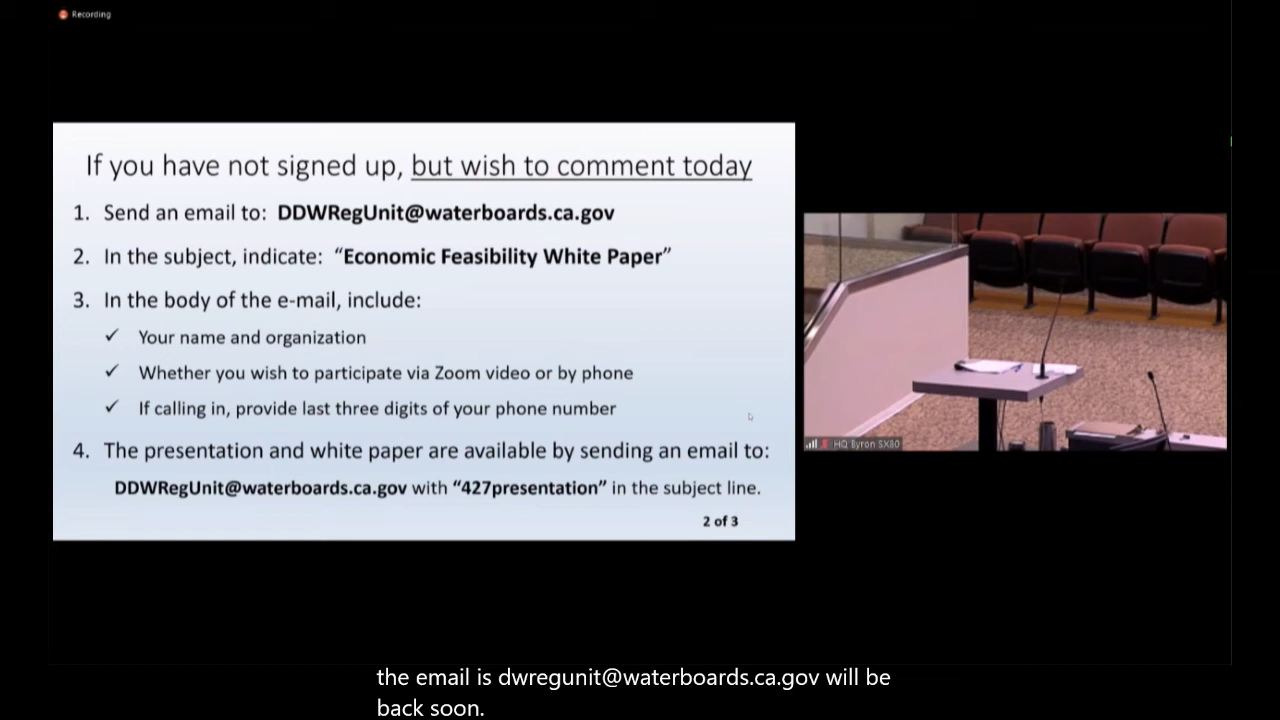 Recording
If you have not signed up, but wish to comment today
1. Send an email to: DDWRegUnit@waterboards.ca.gov
2. In the subject, indicate: “Economic Feasibility White Paper”
3. In the body of the e-mail, include:
✓ Your name and organization
✓ Whether you wish to participate via Zoom video or by phone
✓ If calling in, provide last three digits of your phone number
4. The presentation and white paper are available by sending an email to:
DDWRegUnit@waterboards.ca.gov with “427presentation” in the subject line.
2 of 3
HQ Byron SX80
the email is dwregunit@waterboards.ca.gov will be
back soon.